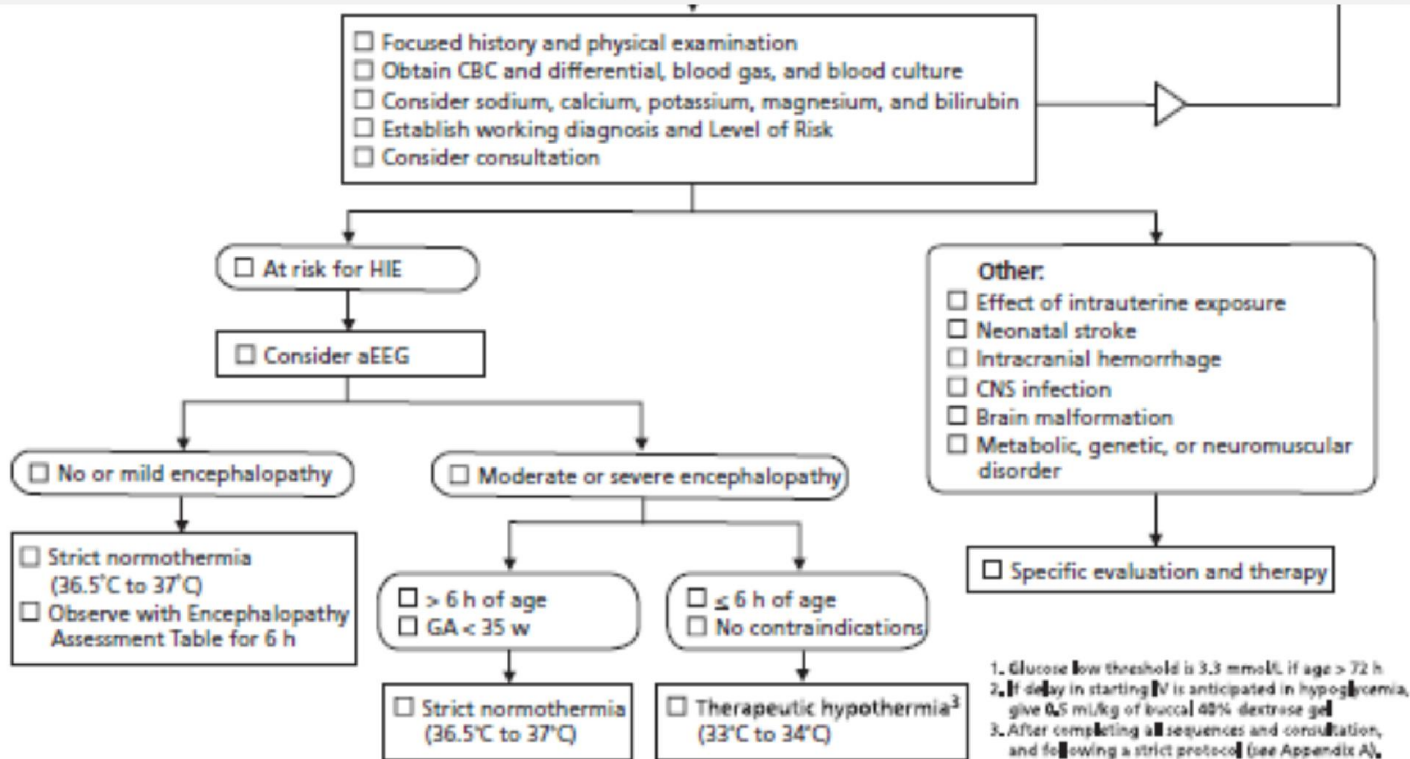 ☐ Focused history and physical examination
☐ Obtain CBC and differential, blood gas, and blood culture
☐ Consider sodium, calcium, potassium, magnesium, and bilirubin
☐ Establish working diagnosis and Level of Risk
☐ Consider consultation
☐ At risk for HIE
☐ Consider aEEG
☐ No or mild encephalopathy
☐ Strict normothermia
(36.5°C to 37°C)
☐ Observe with Encephalopathy
Assessment Table for 6 h
☐ Moderate or severe encephalopathy
☐ > 6 h of age
☐ GA < 35 w
☐ Strict normothermia
(36.5°C to 37°C)
☐ ≤ 6 h of age
☐ No contraindications
☐ Therapeutic hypothermia³
(33°C to 34°C)
Other:
☐ Effect of intrauterine exposure
☐ Neonatal stroke
☐ Intracranial hemorrhage
☐ CNS infection
☐ Brain malformation
☐ Metabolic, genetic, or neuromuscular
disorder
☐ Specific evaluation and therapy
1. Glucose low threshold is 3.3 mmol/L if age > 72 h
2. If delay in starting IV is anticipated in hypoglycemia,
give 0.5 mL/kg of buccal 40% dextrose gel
3. After completing all sequences and consultation,
and following a strict protocol (see Appendix A).